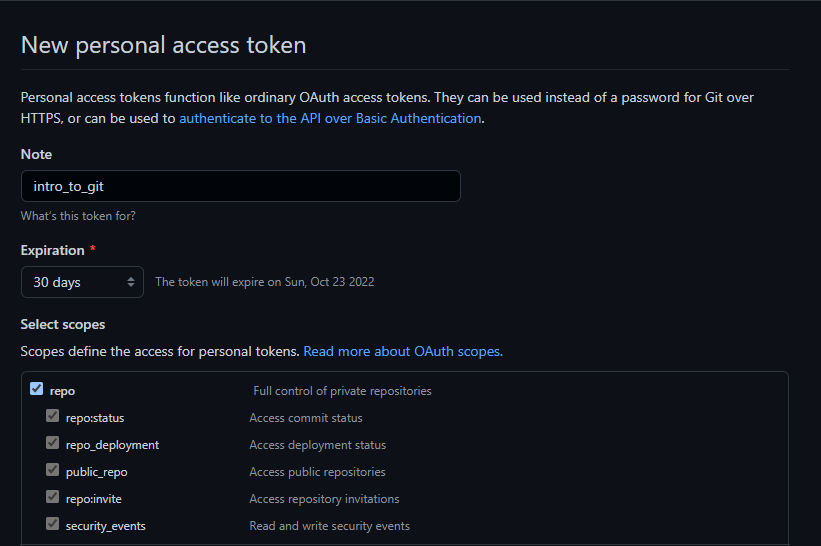 New personal access token
Personal access tokens function like ordinary OAuth access tokens. They can be used instead of a password for Git over
HTTPS, or can be used to authenticate to the API over Basic Authentication.
Note
intro_to_git
What's this token for?
Expiration *
30 days The token will expire on Sun, Oct 23 2022
Select scopes
Scopes define the access for personal tokens. Read more about OAuth scopes.
repo Full control of private repositories
repo:status Access commit status
repo_deployment Access deployment status
public_repo Access public repositories
repo:invite Access repository invitations
security_events Read and write security events